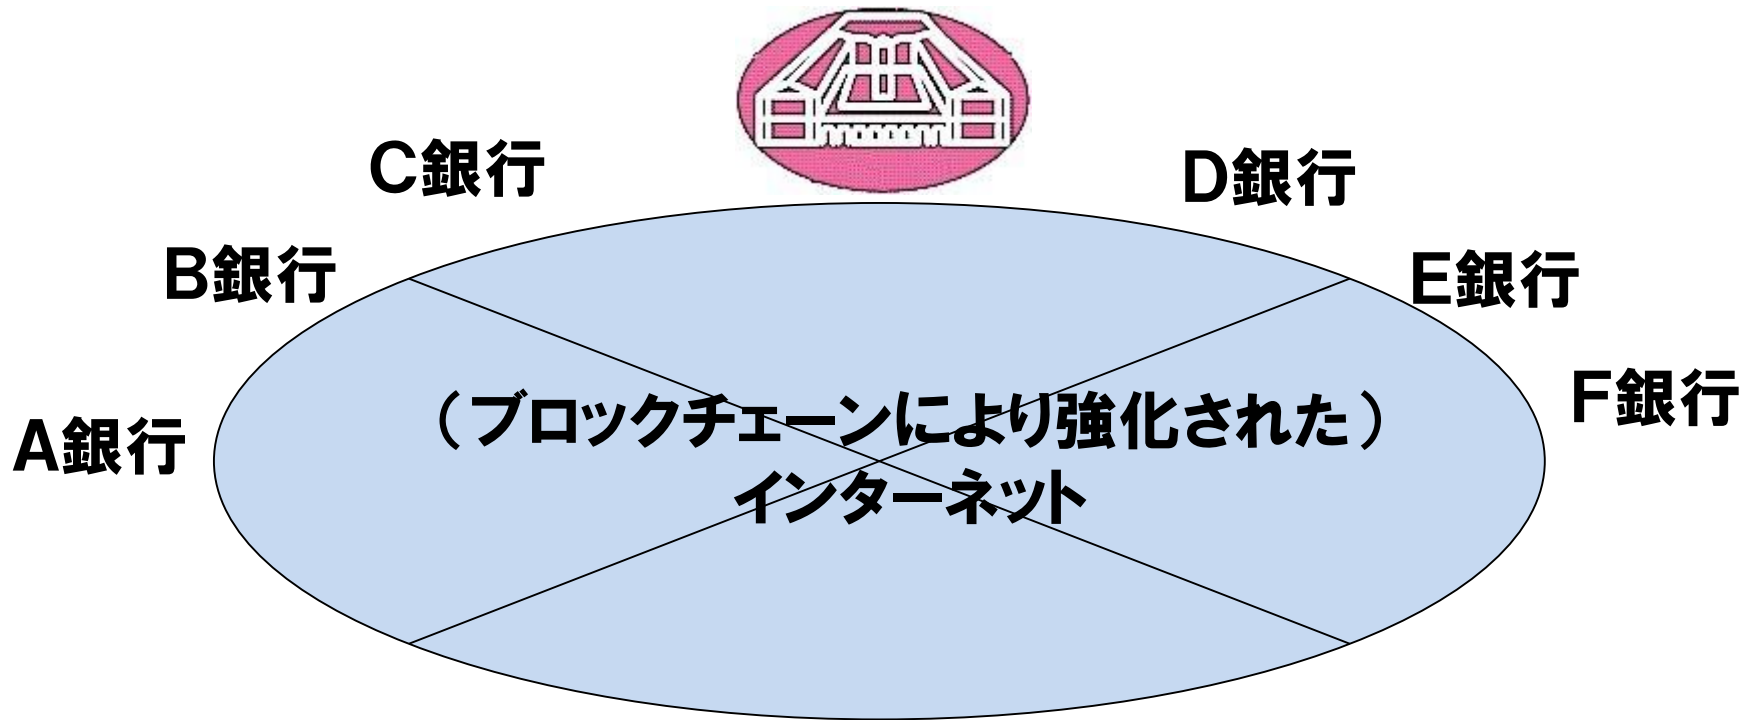 C銀行
D銀行
B銀行
E銀行
F銀行
A銀行
（ブロックチェーンにより強化された）
インターネット